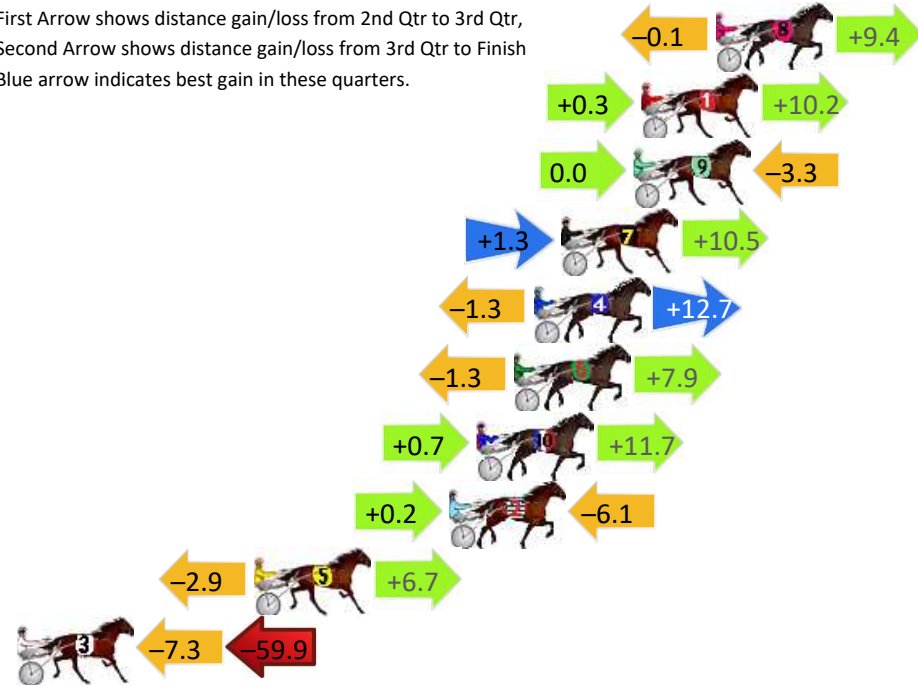 First Arrow shows distance gain/loss from 2nd Qtr to 3rd Qtr,
Second Arrow shows distance gain/loss from 3rd Qtr to Finish
Blue arrow indicates best gain in these quarters.
–0.1 8 +9.4
+0.3 1 +10.2
0.0 9 –3.3
+1.3 7 +10.5
–1.3 4 +12.7
–1.3 +7.9
+0.7 10 +11.7
+0.2 2 –6.1
–2.9 5 +6.7
3 –7.3 –59.9